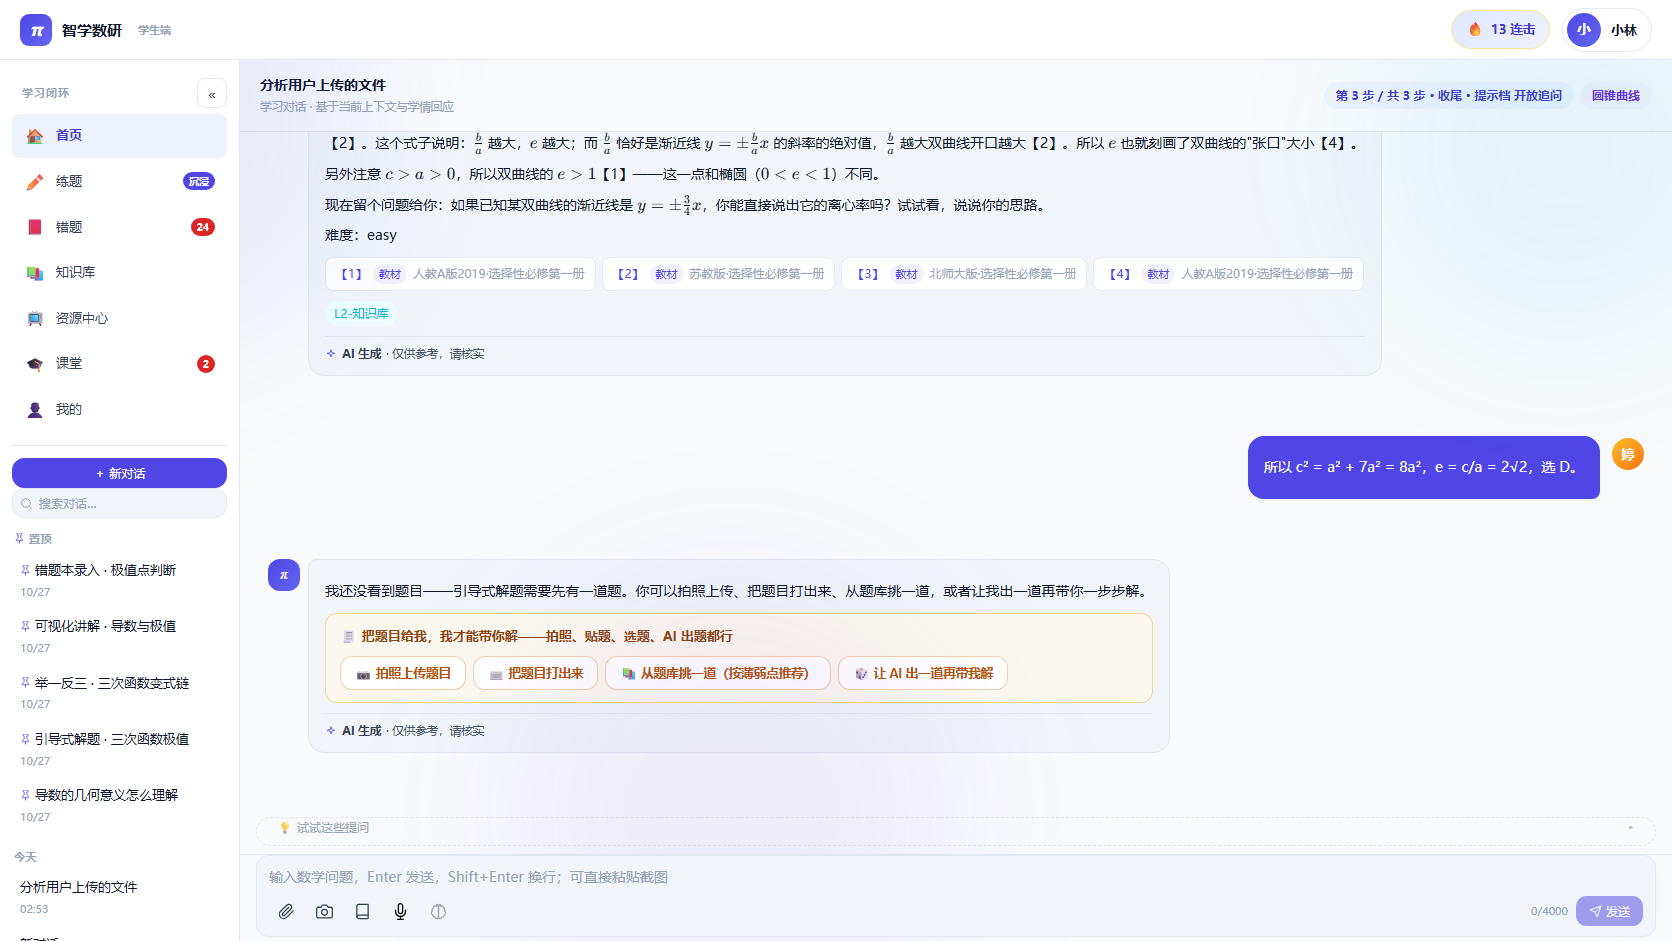 π 智学数研 学生端
🔥 13 连击
小 小林
学习闭环 «
首页
练题 沉浸
错题 24
知识库
资源中心
课堂 2
我的
+ 新对话
搜索对话...
置顶
错题本录入 · 极值点判断
10/27
可视化讲解 · 导数与极值
10/27
举一反三 · 三次函数变式链
10/27
引导式解题 · 三次函数极值
10/27
导数的几何意义怎么理解
10/27
今天
分析用户上传的文件
02:53
分析用户上传的文件
学习对话 · 基于当前上下文与学情回应
第 3 步 / 共 3 步 • 收尾 • 提示档 开放追问
圆锥曲线
【2】。这个式子说明：b/a 越大，e 越大；而 b/a 恰好是渐近线 y = ±b/a x 的斜率的绝对值，b/a 越大双曲线开口越大【2】。所以 e 也就刻画了双曲线的"张口"大小【4】。
另外注意 c > a > 0，所以双曲线的 e > 1【1】——这一点和椭圆（0 < e < 1）不同。
现在留个问题给你：如果已知某双曲线的渐近线是 y = ±3/4 x，你能直接说出它的离心率吗？试试看，说说你的思路。
难度：easy
【1】 教材 人教A版2019·选择性必修第一册
【2】 教材 苏教版·选择性必修第一册
【3】 教材 北师大版·选择性必修第一册
【4】 教材 人教A版2019·选择性必修第一册
L2-知识库
AI 生成 · 仅供参考，请核实
所以 c² = a² + 7a² = 8a²，e = c/a = 2√2，选 D。
婷
π
我还没看到题目——引导式解题需要先有一道题。你可以拍照上传、把题目打出来、从题库挑一道，或者让我出一道再带你一步步解。
把题目给我，我才能带你解——拍照、贴题、选题、AI 出题都行
拍照上传题目
把题目打出来
从题库挑一道（按薄弱点推荐）
让 AI 出一道再带我解
AI 生成 · 仅供参考，请核实
试试这些提问
输入数学问题，Enter 发送，Shift+Enter 换行；可直接粘贴截图
0/4000
发送